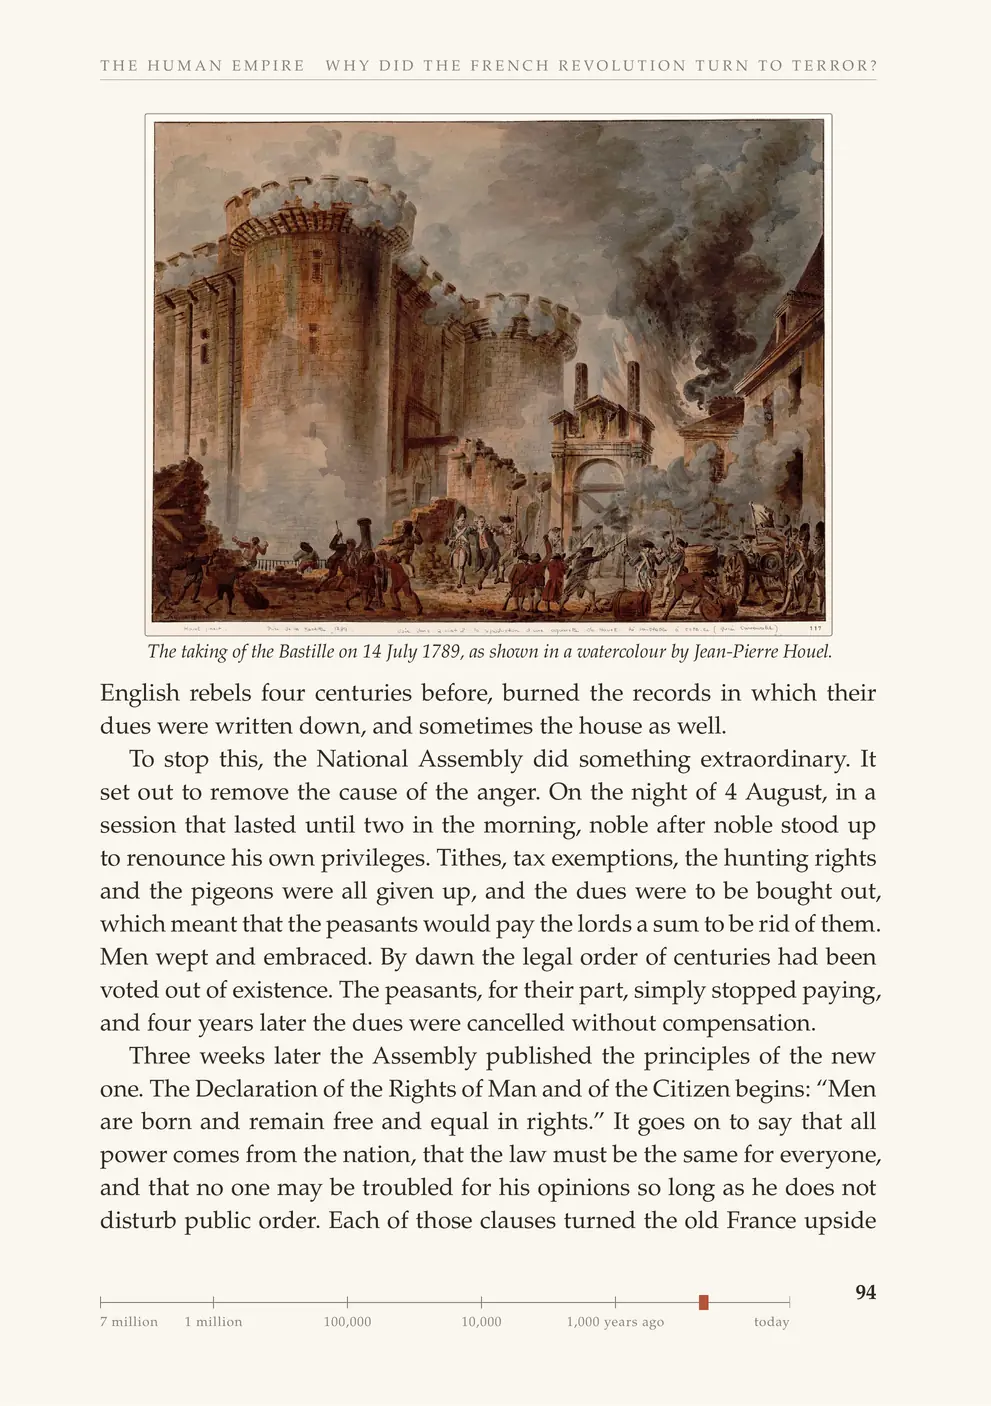 THE HUMAN EMPIRE WHY DID THE FRENCH REVOLUTION TURN TO TERROR?
117
The taking of the Bastille on 14 July 1789, as shown in a watercolour by Jean-Pierre Houel.
English rebels four centuries before, burned the records in which their
dues were written down, and sometimes the house as well.
To stop this, the National Assembly did something extraordinary. It
set out to remove the cause of the anger. On the night of 4 August, in a
session that lasted until two in the morning, noble after noble stood up
to renounce his own privileges. Tithes, tax exemptions, the hunting rights
and the pigeons were all given up, and the dues were to be bought out,
which meant that the peasants would pay the lords a sum to be rid of them.
Men wept and embraced. By dawn the legal order of centuries had been
voted out of existence. The peasants, for their part, simply stopped paying,
and four years later the dues were cancelled without compensation.
Three weeks later the Assembly published the principles of the new
one. The Declaration of the Rights of Man and of the Citizen begins: “Men
are born and remain free and equal in rights.” It goes on to say that all
power comes from the nation, that the law must be the same for everyone,
and that no one may be troubled for his opinions so long as he does not
disturb public order. Each of those clauses turned the old France upside
94
7 million 1 million 100,000 10,000 1,000 years ago today